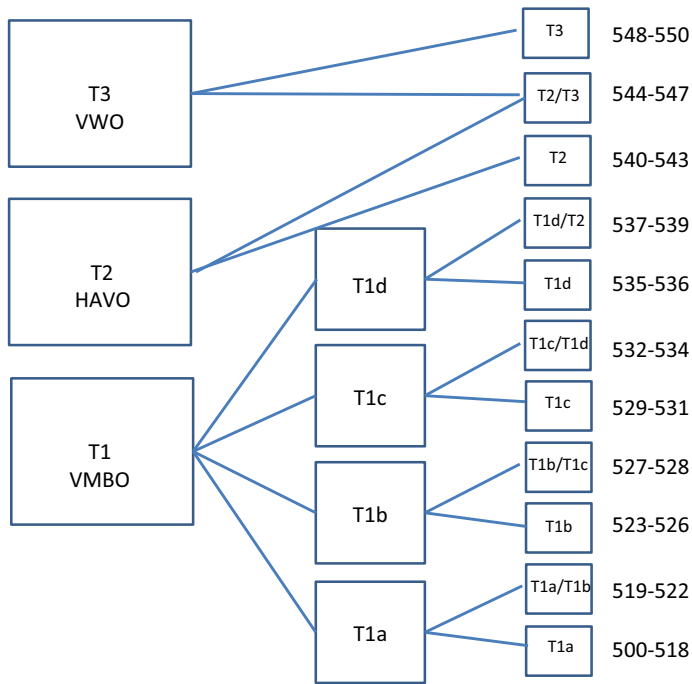 T3
VWO
T2
HAVO
T1
VMBO
T1d
T1c
T1b
T1a
T3 548-550
T2/T3 544-547
T2 540-543
T1d/T2 537-539
T1d 535-536
T1c/T1d 532-534
T1c 529-531
T1b/T1c 527-528
T1b 523-526
T1a/T1b 519-522
T1a 500-518